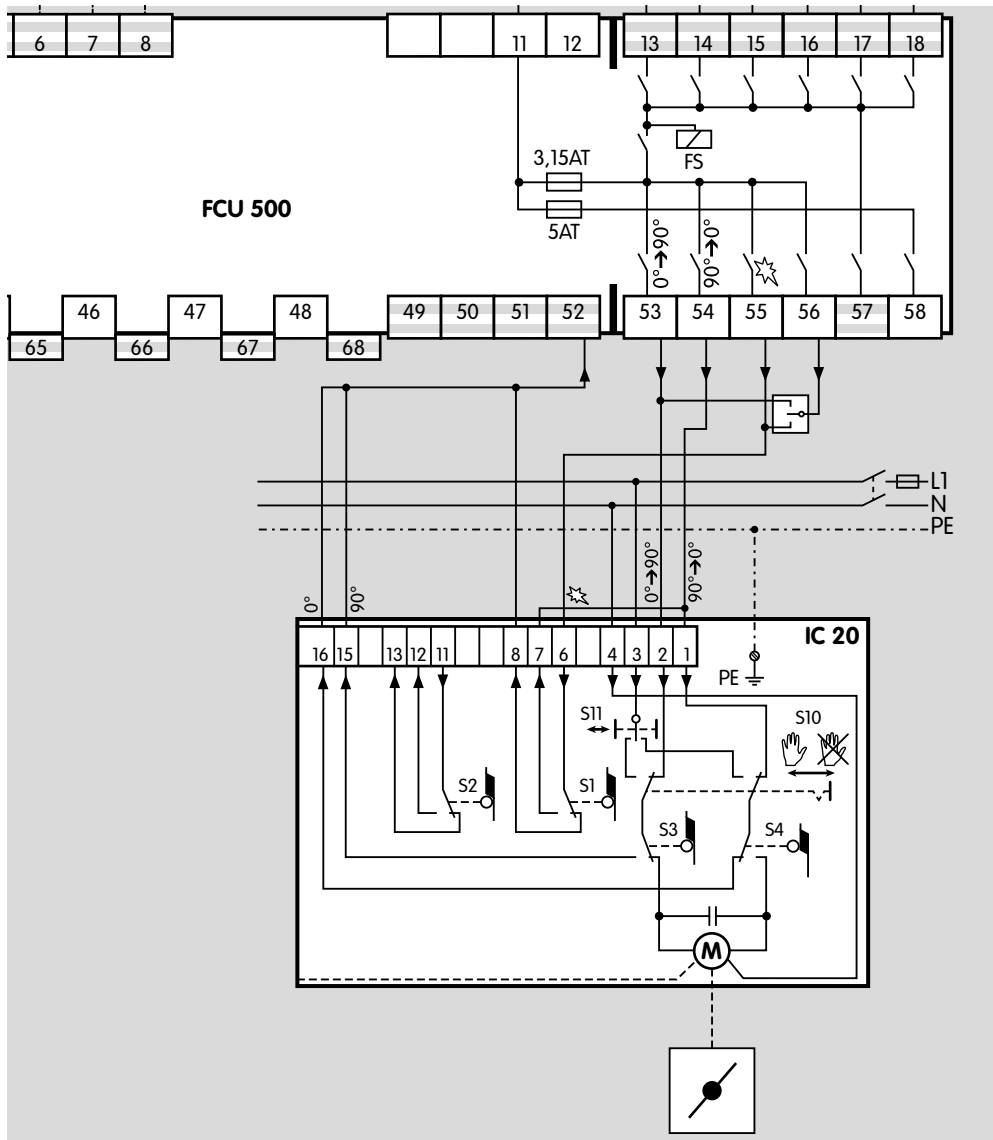 6 7 8 11 12 13 14 15 16 17 18
FS
3,15AT
FCU 500
5AT
0°➔90°
90°➔0°
46 47 48 49 50 51 52 53 54 55 56 57 58
65 66 67 68
L1
N
PE
0°
90°
0°➔90°
90°➔0°
IC 20
16 15 13 12 11 8 7 6 4 3 2 1
PE
S11
S10
S2
S1
S3
S4
M